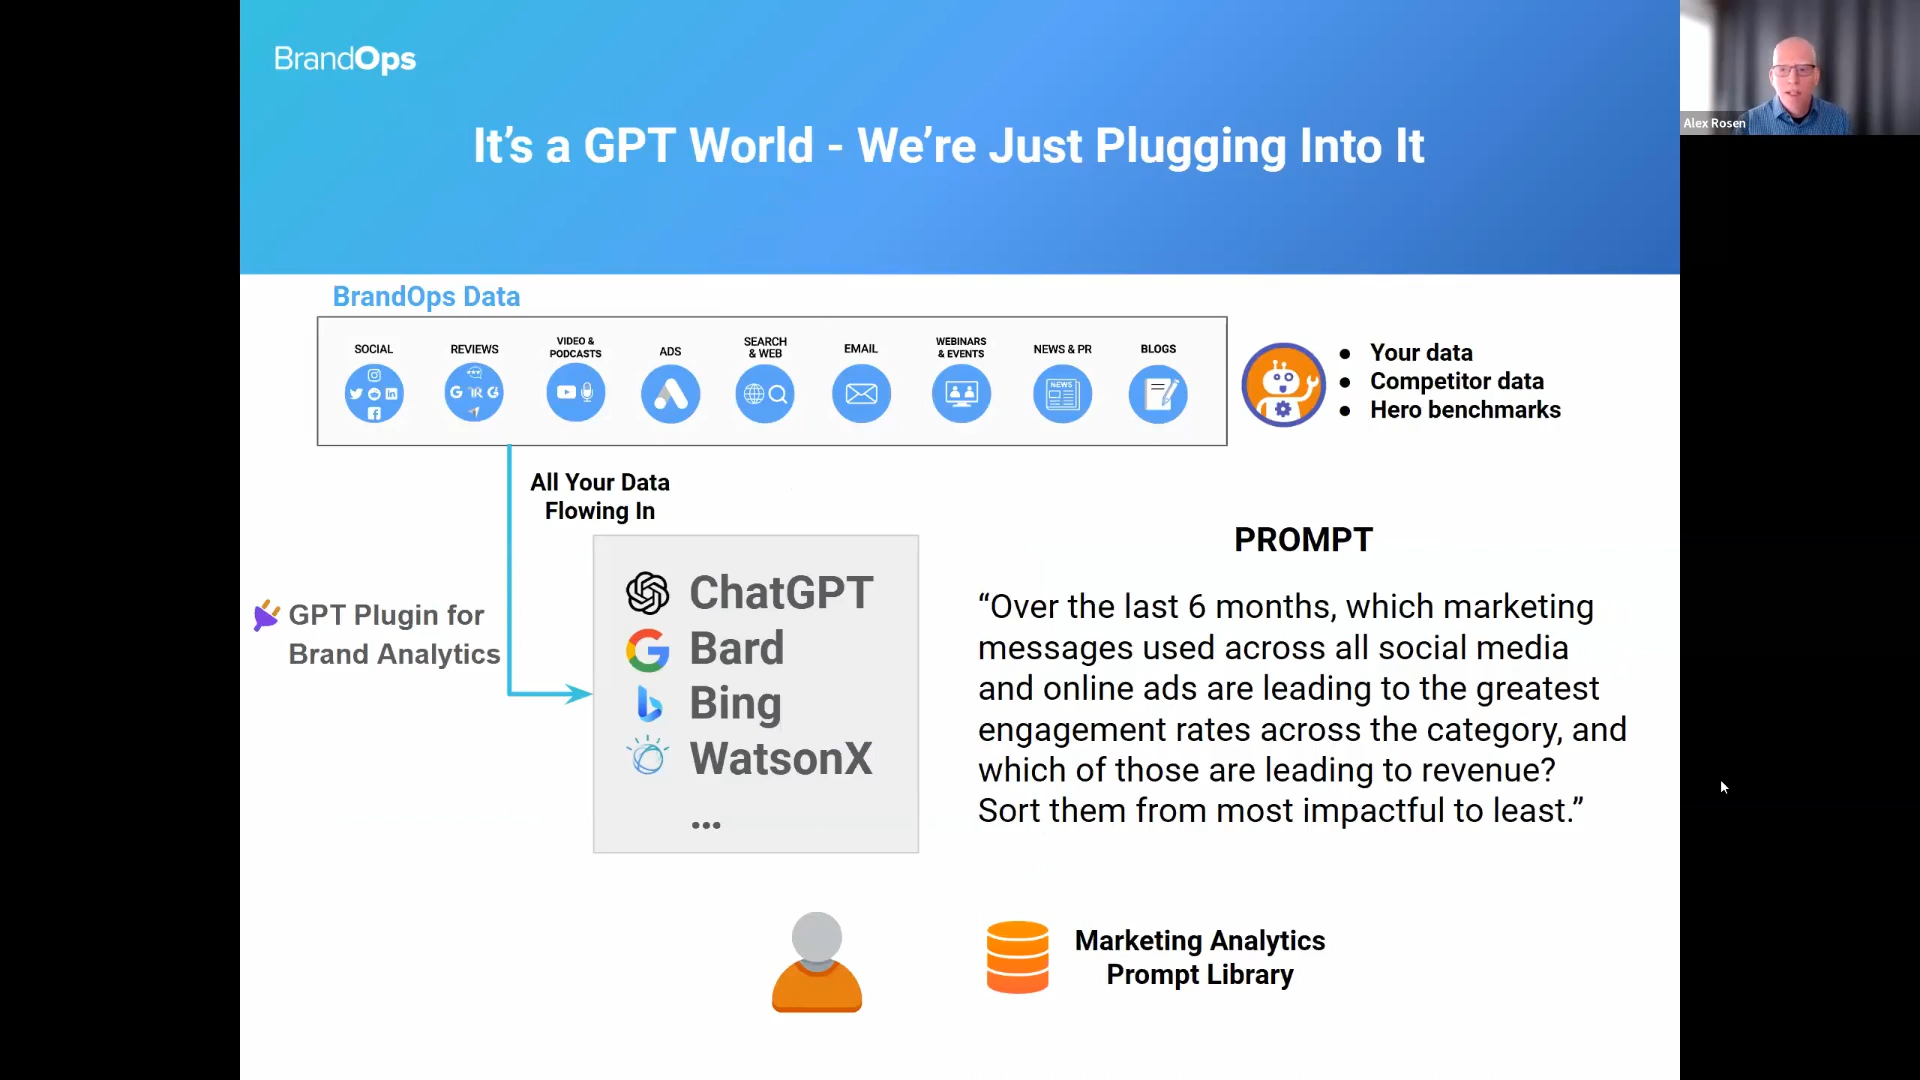 BrandOps
Alex Rosen
It's a GPT World - We're Just Plugging Into It
BrandOps Data
SOCIAL
REVIEWS
VIDEO &
PODCASTS
ADS
SEARCH
& WEB
EMAIL
WEBINARS
& EVENTS
NEWS & PR
BLOGS
NEWS
● Your data
● Competitor data
● Hero benchmarks
All Your Data
Flowing In
GPT Plugin for
Brand Analytics
ChatGPT
Bard
Bing
WatsonX
...
PROMPT
“Over the last 6 months, which marketing
messages used across all social media
and online ads are leading to the greatest
engagement rates across the category, and
which of those are leading to revenue?
Sort them from most impactful to least.”
Marketing Analytics
Prompt Library